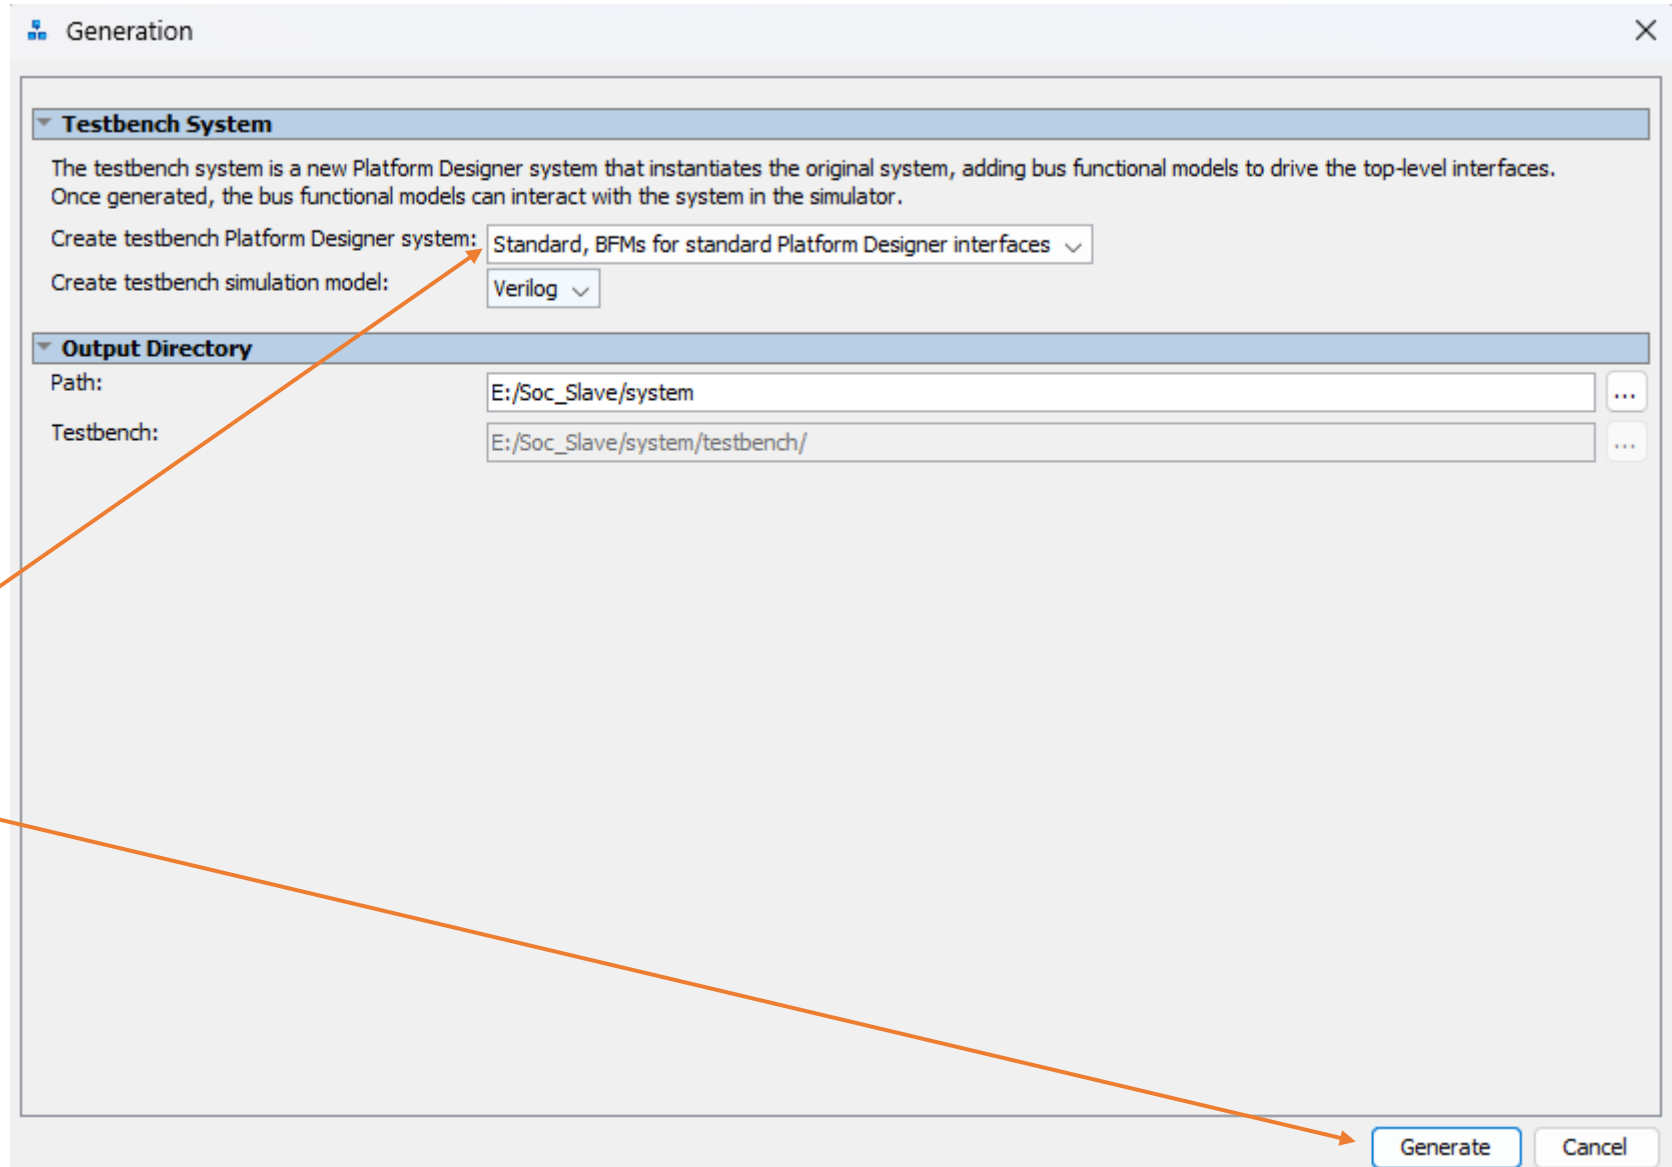 Generation
Testbench System
The testbench system is a new Platform Designer system that instantiates the original system, adding bus functional models to drive the top-level interfaces.
Once generated, the bus functional models can interact with the system in the simulator.
Create testbench Platform Designer system: Standard, BFMs for standard Platform Designer interfaces
Create testbench simulation model: Verilog
Output Directory
Path: E:/Soc_Slave/system ...
Testbench: E:/Soc_Slave/system/testbench/ ...
Generate Cancel